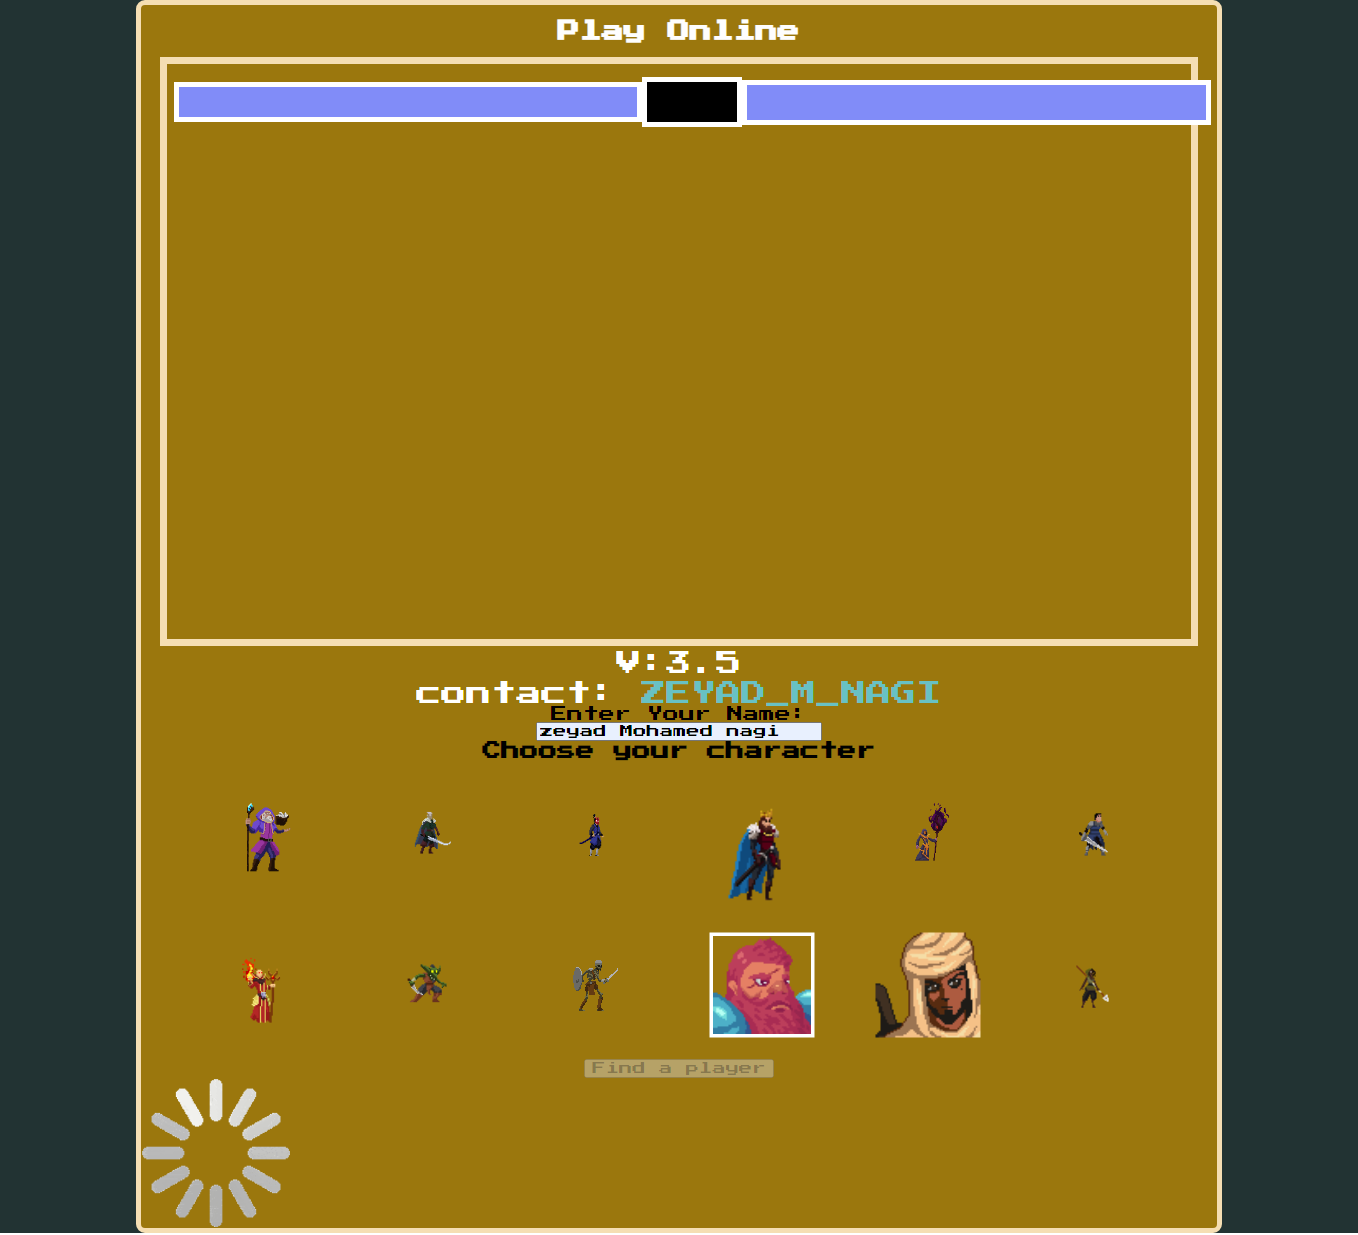 Play Online
V:3.5
contact: ZEYAD_M_NAGI
Enter Your Name:
zeyad Mohamed nagi
Choose your character
Find a player